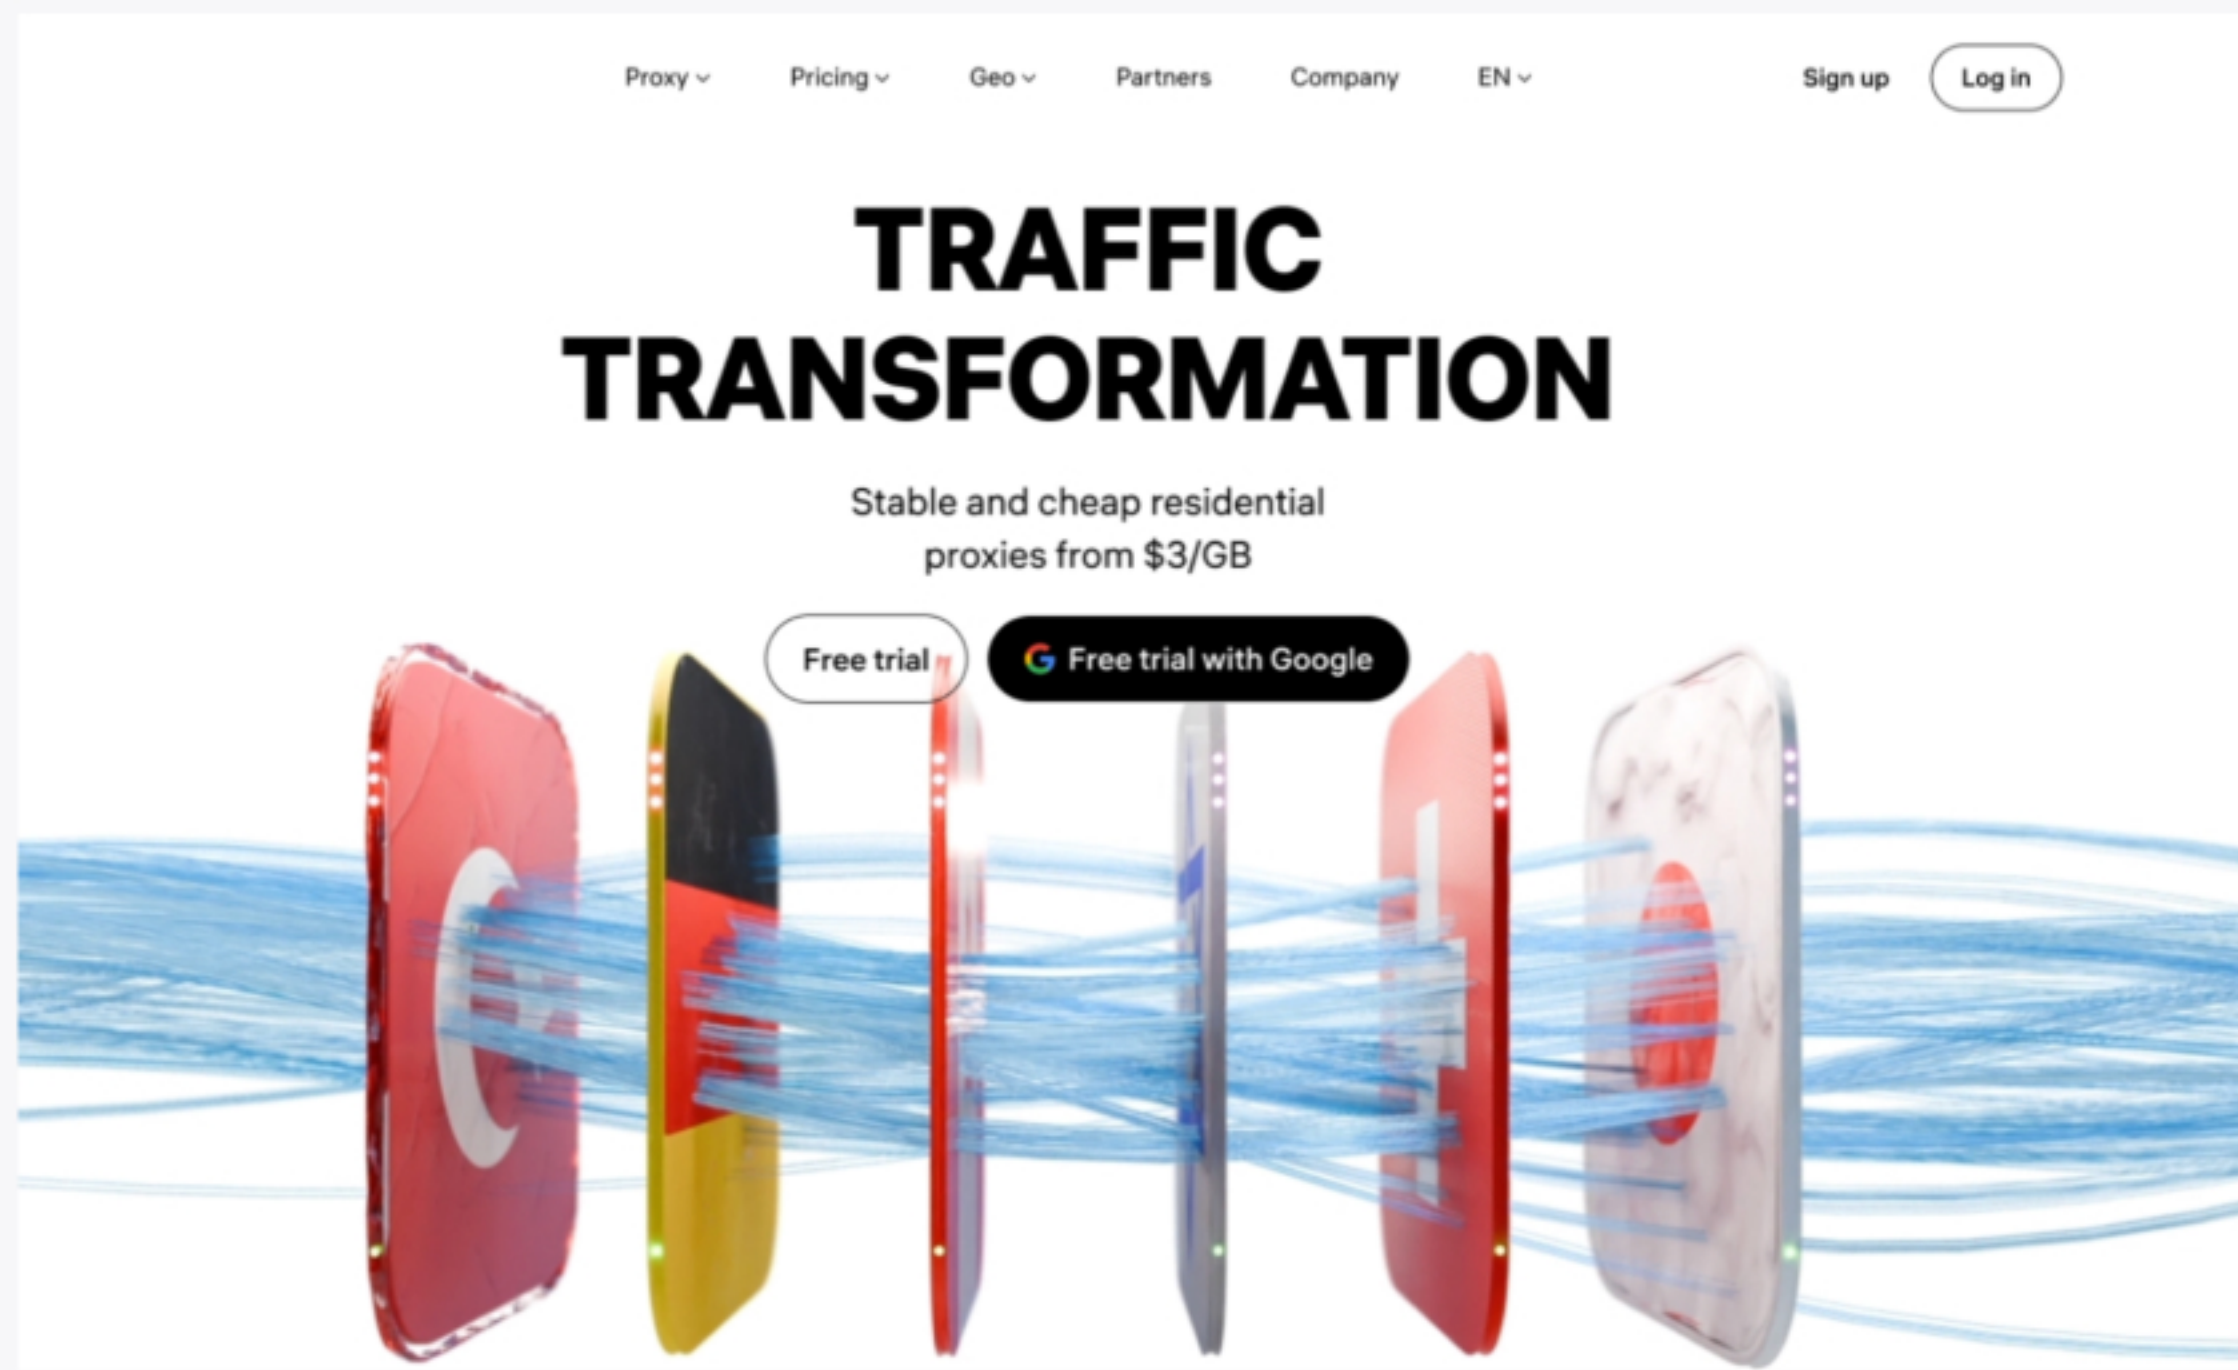 Proxy Pricing Geo Partners Company EN Sign up Log in
TRAFFIC
TRANSFORMATION
Stable and cheap residential
proxies from $3/GB
Free trial Free trial with Google